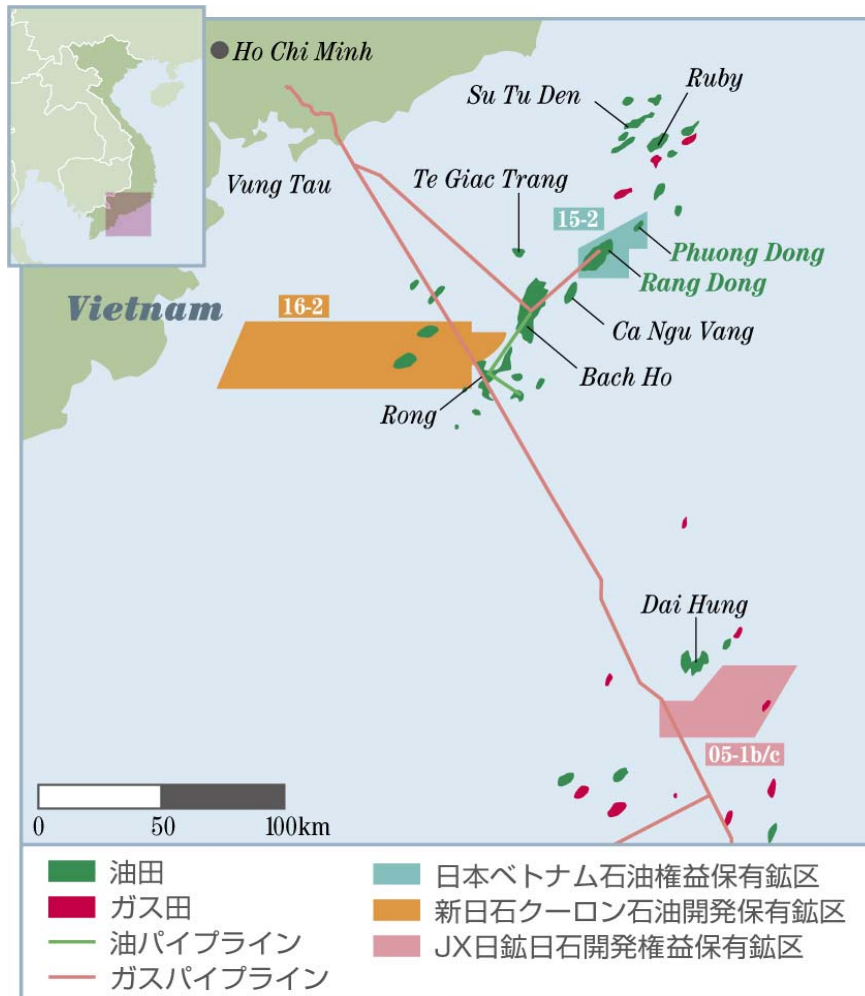 Ho Chi Minh
Su Tu Den
Ruby
Vung Tau
Te Giac Trang
15-2
Phuong Dong
Rang Dong
Vietnam
16-2
Ca Ngu Vang
Bach Ho
Rong
Dai Hung
05-1b/c
0 50 100km
油田
ガス田
油パイプライン
ガスパイプライン
日本ベトナム石油権益保有鉱区
新日石クーロン石油開発保有鉱区
JX日鉱日石開発権益保有鉱区